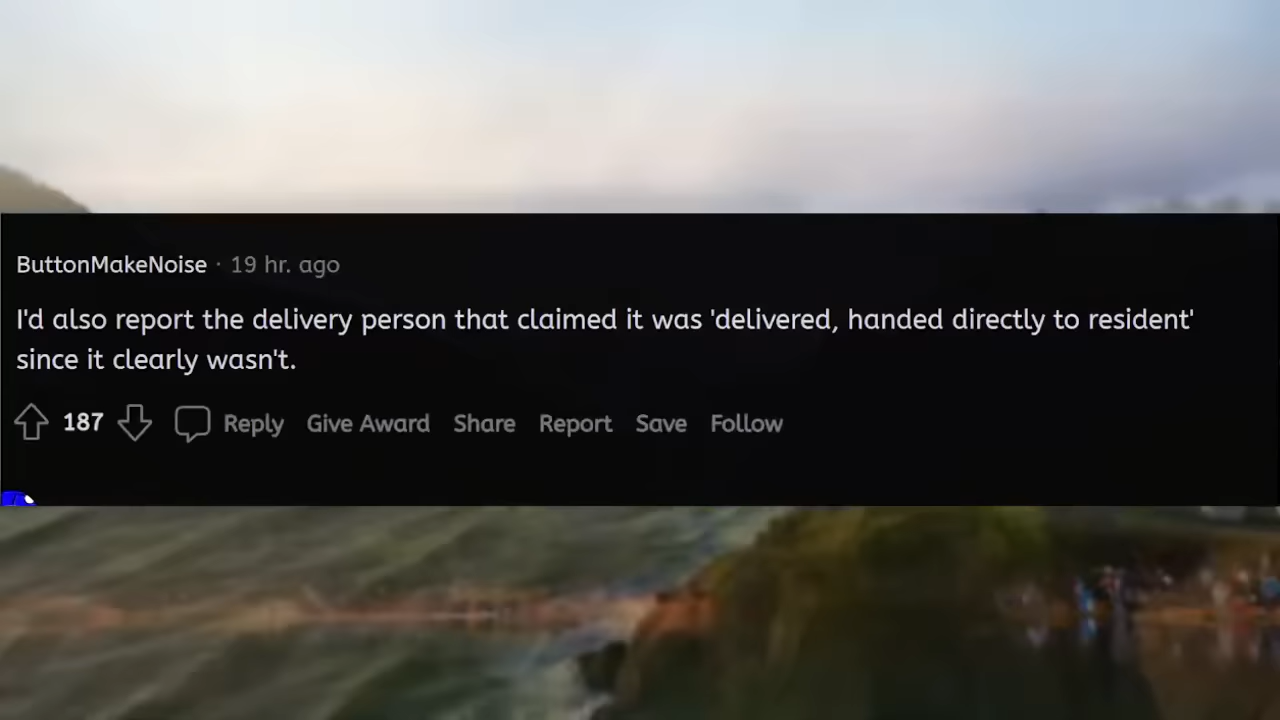 ButtonMakeNoise · 19 hr. ago
I'd also report the delivery person that claimed it was 'delivered, handed directly to resident'
since it clearly wasn't.
187 Reply Give Award Share Report Save Follow